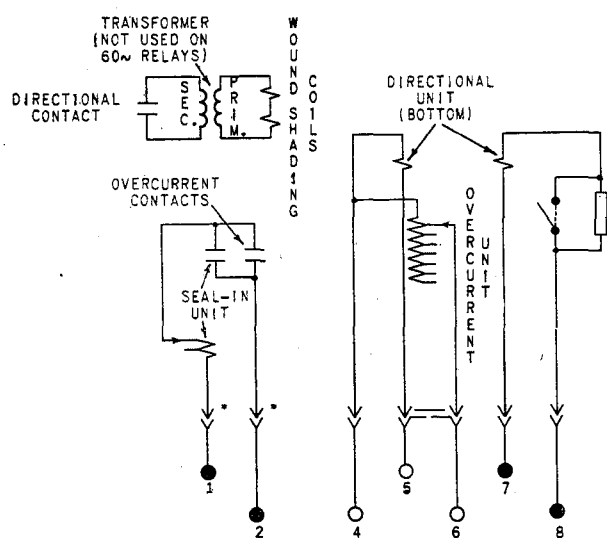 TRANSFORMER
(NOT USED ON
60~ RELAYS)
WOUND SHADING
COILS
SEC.
PRIM.
DIRECTIONAL
CONTACT
DIRECTIONAL
UNIT
(BOTTOM)
OVERCURRENT
CONTACTS
OVERCURRENT
UNIT
SEAL-IN
UNIT
*
*
1
2
4
5
6
7
8